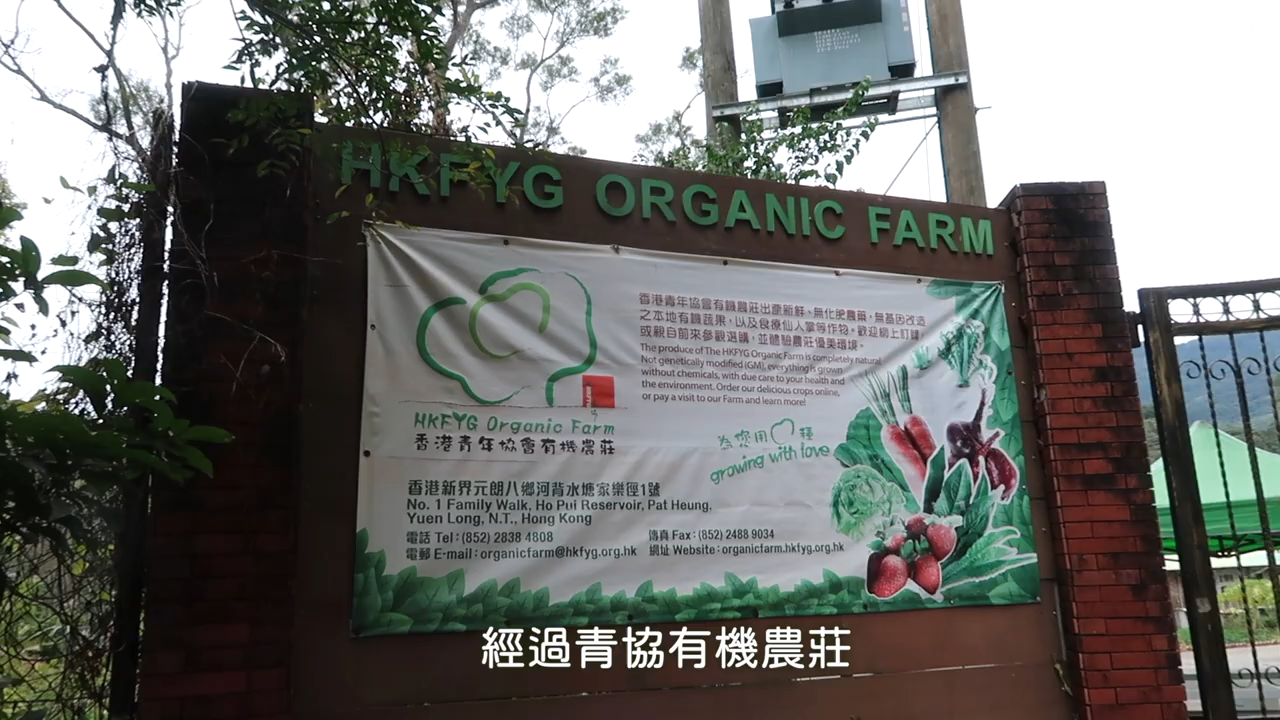 HKFYG ORGANIC FARM
香港青年協會有機農莊出產新鮮、無化肥農藥，無基因改造
之本地有機蔬果，以及食療仙人掌等作物。歡迎網上訂購
或親自前來參觀選購，並體驗農莊優美環境。
The produce of The HKFYG Organic Farm is completely natural.
Not genetically modified (GM), everything is grown
without chemicals, with due care to your health and
the environment. Order our delicious crops online,
or pay a visit to our Farm and learn more!
HKFYG Organic Farm
香港青年協會有機農莊
為您用 種
growing with love
香港新界元朗八鄉河背水塘家樂徑1號
No. 1 Family Walk, Ho Pui Reservoir, Pat Heung,
Yuen Long, N.T., Hong Kong
電話 Tel : (852) 2838 4808 傳真 Fax : (852) 2488 9034
電郵 E-mail : organicfarm@hkfyg.org.hk 網址 Website : organicfarm.hkfyg.org.hk
經過青協有機農莊